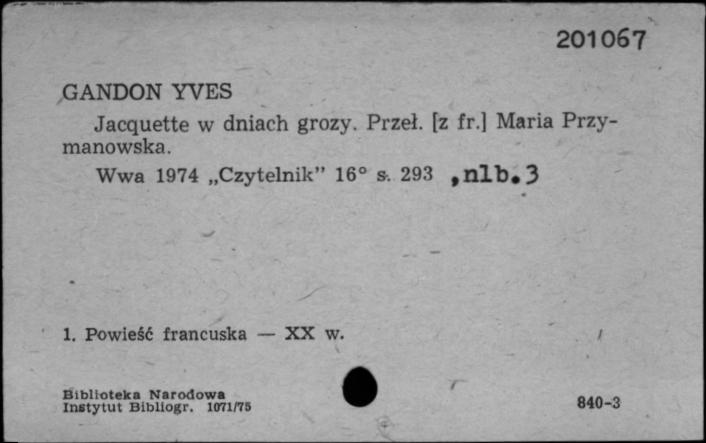 201067
GANDON YVES
Jacquette w dniach grozy. Przeł. [z fr.] Maria Przy-
manowska.
Wwa 1974 „Czytelnik” 16° s. 293 ,nlb.3
1. Powieść francuska — XX w.
Biblioteka Narodowa
Instytut Bibliogr. 1071/75
840-3